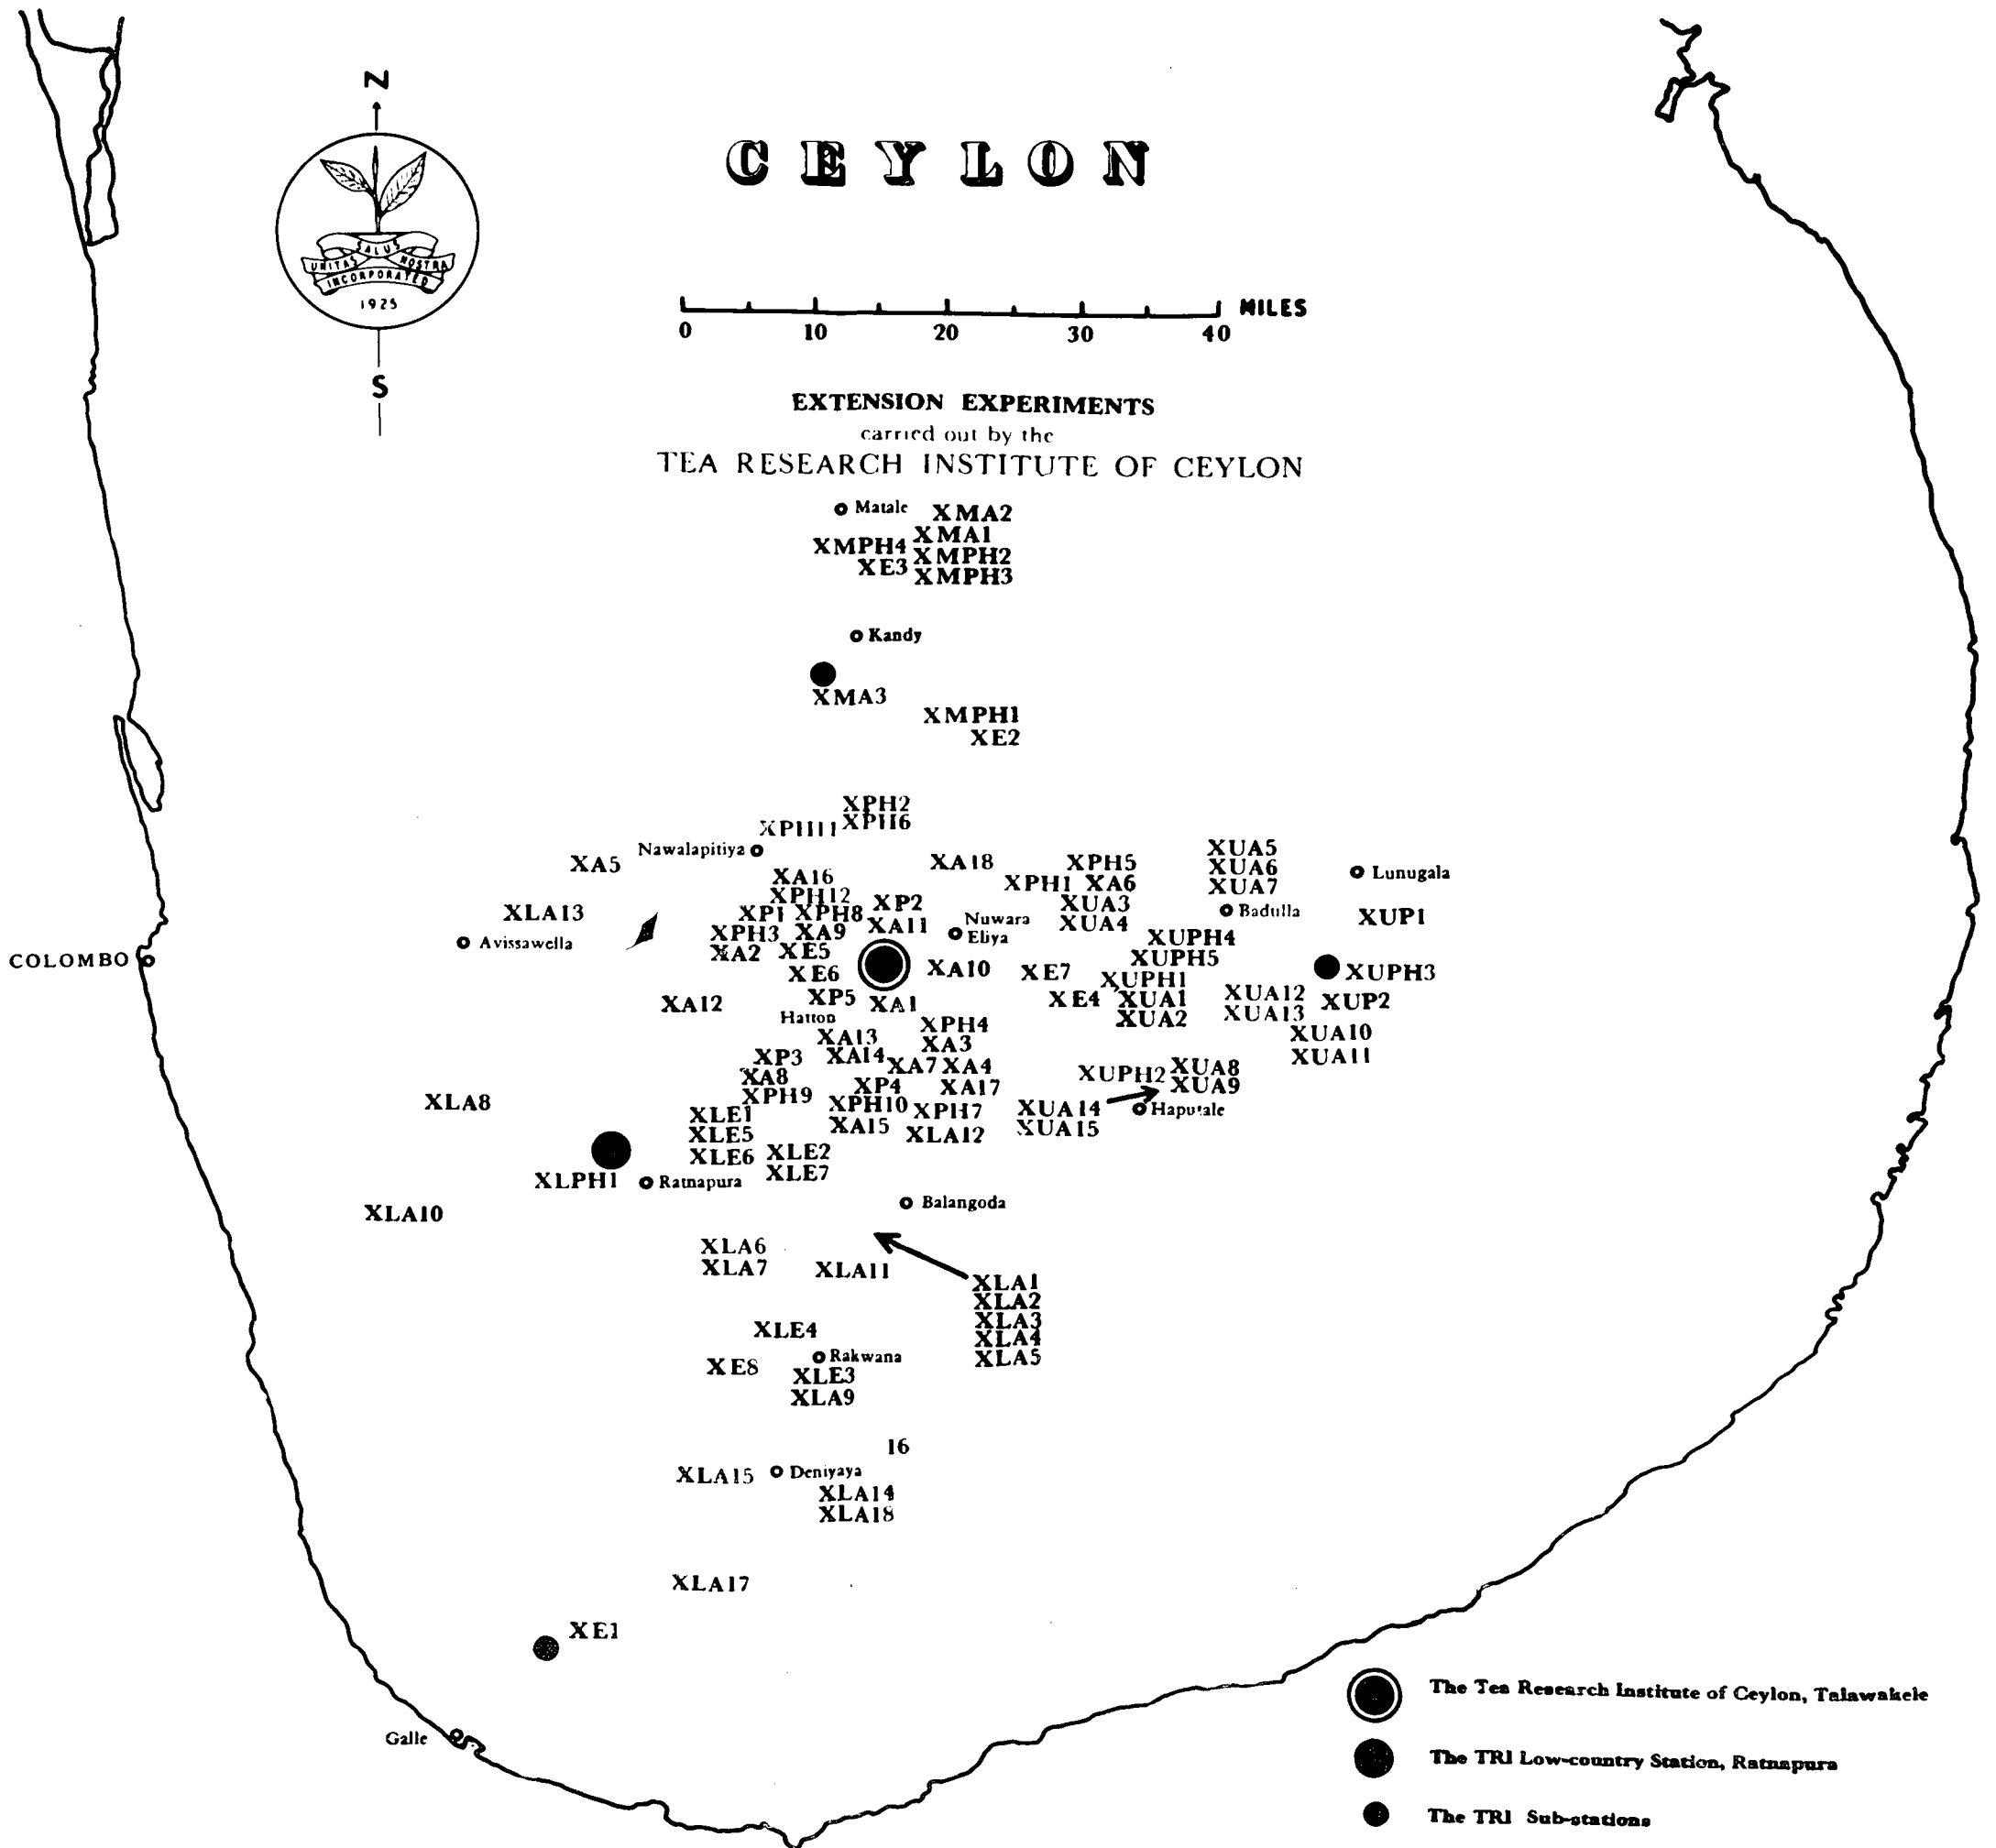 N
CEYLON
UNITAS SALUS NOSTRA
INCORPORATED
1925
S
MILES
0 10 20 30 40
EXTENSION EXPERIMENTS
carried out by the
TEA RESEARCH INSTITUTE OF CEYLON
Matale XMA2
XMA1
XMPH4 XMPH2
XE3 XMPH3
Kandy
XMA3
XMPH1
XE2
XPH2
XPH11 XPH6
Nawalapitiya
XA5 XA18 XPH5 XUA5
XUA6 Lunugala
XA16 XPH1 XA6 XUA7
XPH12 XP2 XUA3
XLA13 XP1 XPH8 XA11 Nuwara Eliya XUA4 Badulla XUP1
Avissawella XPH3 XA9 XUPH4
XA2 XE5 XUPH5
COLOMBO XE6 XA10 XE7 XUPH1 XUPH3
XA12 XP5 XA1 XE4 XUA1 XUA12 XUP2
Hatton XPH4 XUA2 XUA13
XA13 XA3 XUA10
XP3 XA14 XA7 XA4 XUA11
XA8 XP4 XA17 XUPH2 XUA8
XUA9
XLA8 XPH9 XPH10 XPH7 XUA14 Haputale
XLE1 XA15 XLA12 XUA15
XLE5
XLE6 XLE2
XLE7
XLPH1 Ratnapura
Balangoda
XLA10
XLA6
XLA7 XLA11
XLA1
XLA2
XLA3
XLA4
XLA5
XLE4
Rakwana
XE8 XLE3
XLA9
16
XLA15 Deniyaya
XLA14
XLA18
XLA17
XE1
Galle
The Tea Research Institute of Ceylon, Talawakele
The TRI Low-country Station, Ratnapura
The TRI Sub-stations